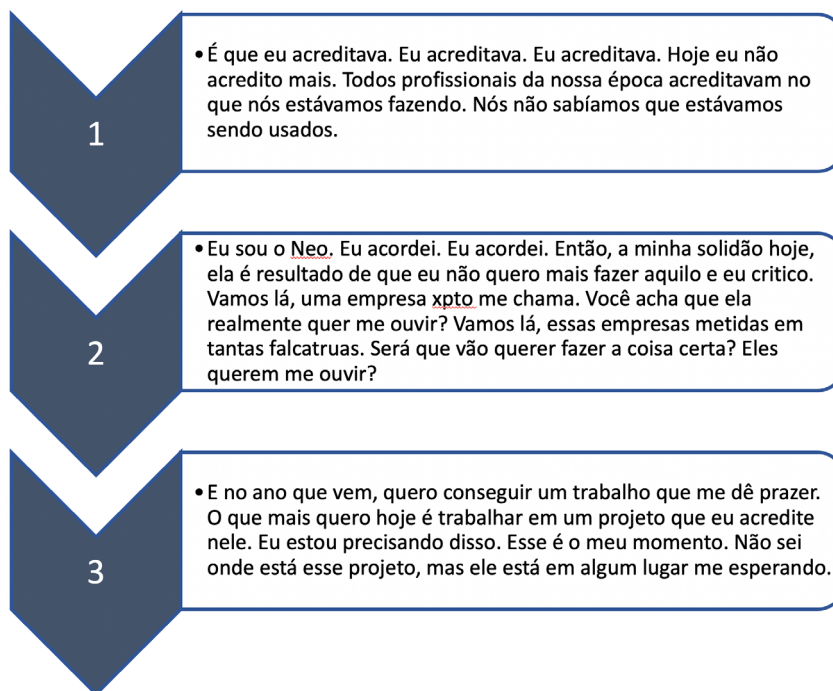 1
•É que eu acreditava. Eu acreditava. Eu acreditava. Hoje eu não
acredito mais. Todos profissionais da nossa época acreditavam no
que nós estávamos fazendo. Nós não sabíamos que estávamos
sendo usados.
2
•Eu sou o Neo. Eu acordei. Eu acordei. Então, a minha solidão hoje,
ela é resultado de que eu não quero mais fazer aquilo e eu critico.
Vamos lá, uma empresa xpto me chama. Você acha que ela
realmente quer me ouvir? Vamos lá, essas empresas metidas em
tantas falcatruas. Será que vão querer fazer a coisa certa? Eles
querem me ouvir?
3
•E no ano que vem, quero conseguir um trabalho que me dê prazer.
O que mais quero hoje é trabalhar em um projeto que eu acredite
nele. Eu estou precisando disso. Esse é o meu momento. Não sei
onde está esse projeto, mas ele está em algum lugar me esperando.